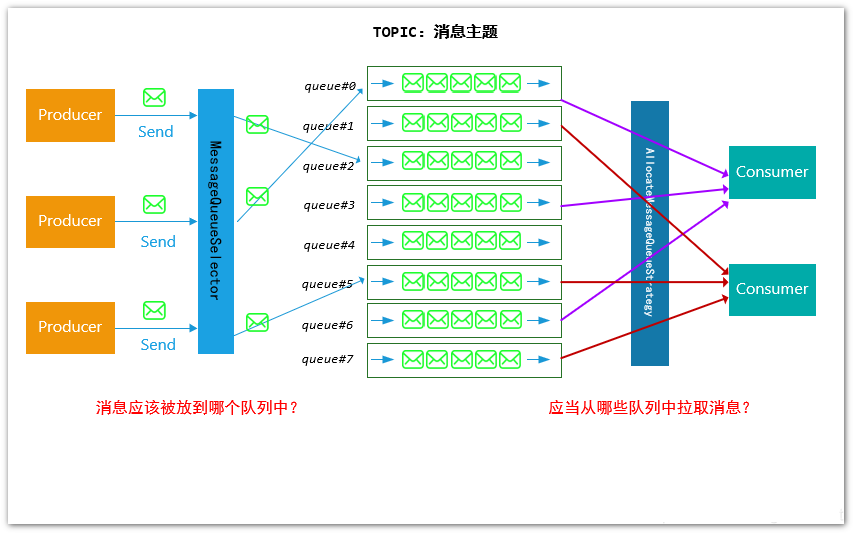 TOPIC：消息主题
Producer
Send
Producer
Send
Producer
Send
MessageQueueSelector
queue#0
queue#1
queue#2
queue#3
queue#4
queue#5
queue#6
queue#7
AllocateMessageQueueStrategy
Consumer
Consumer
消息应该被放到哪个队列中？
应当从哪些队列中拉取消息？